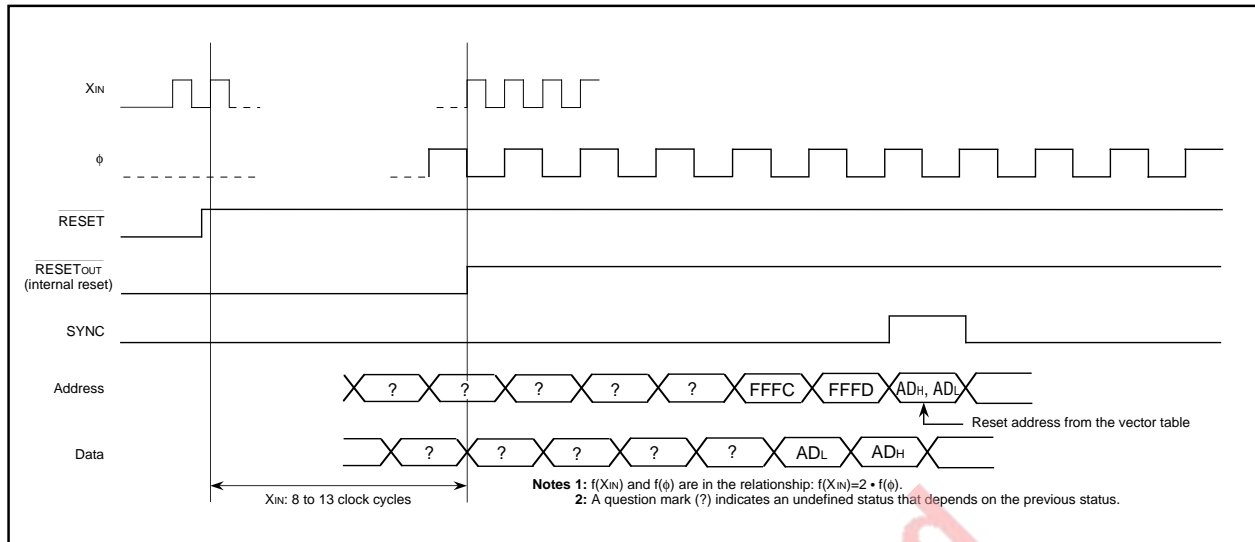 XIN
φ
RESET
RESETOUT
(internal reset)
SYNC
Address ? ? ? ? ? FFFC FFFD ADH, ADL
Reset address from the vector table
Data ? ? ? ? ? ADL ADH
XIN: 8 to 13 clock cycles
Notes 1: f(XIN) and f(φ) are in the relationship: f(XIN)=2 • f(φ).
2: A question mark (?) indicates an undefined status that depends on the previous status.